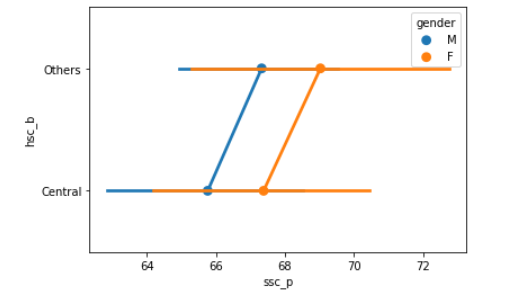 gender
M
F
Others
hsc_b
Central
64 66 68 70 72
ssc_p